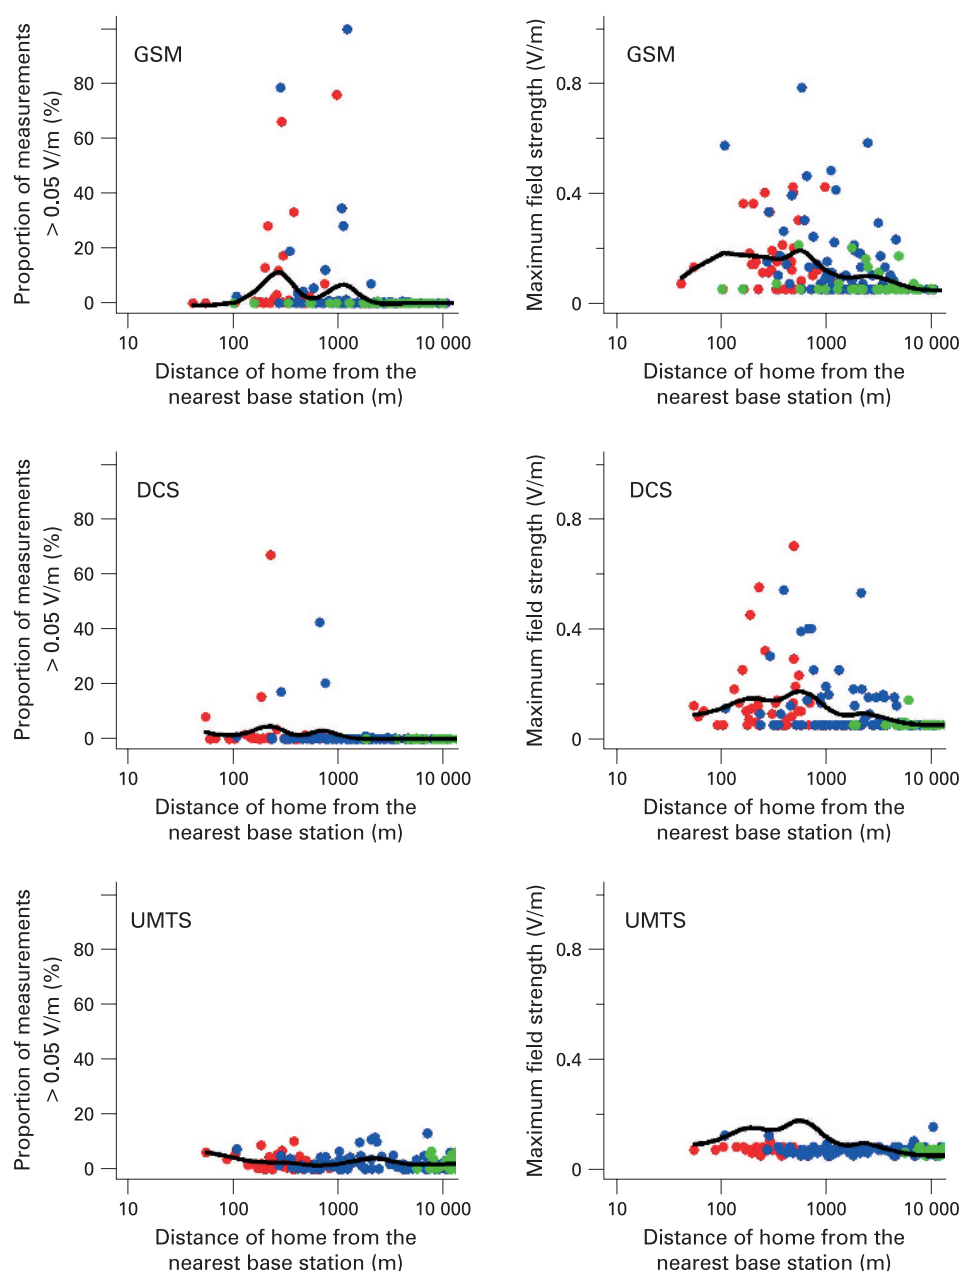 GSM
Proportion of measurements
> 0.05 V/m (%)
80
60
40
20
0
10
100
1000
10 000
Distance of home from the
nearest base station (m)
GSM
Maximum field strength (V/m)
0.8
0.4
0
10
100
1000
10 000
Distance of home from the
nearest base station (m)
DCS
Proportion of measurements
> 0.05 V/m (%)
80
60
40
20
0
10
100
1000
10 000
Distance of home from the
nearest base station (m)
DCS
Maximum field strength (V/m)
0.8
0.4
0
10
100
1000
10 000
Distance of home from the
nearest base station (m)
UMTS
Proportion of measurements
> 0.05 V/m (%)
80
60
40
20
0
10
100
1000
10 000
Distance of home from the
nearest base station (m)
UMTS
Maximum field strength (V/m)
0.8
0.4
0
10
100
1000
10 000
Distance of home from the
nearest base station (m)